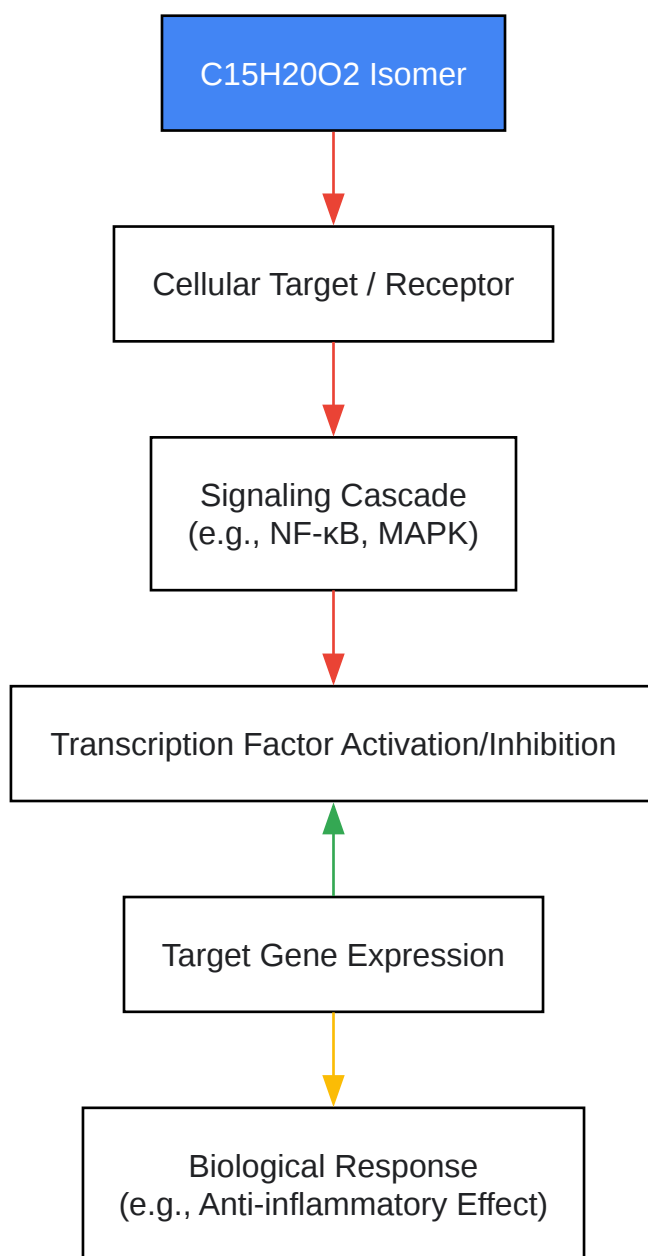 C15H20O2 Isomer
Cellular Target / Receptor
Signaling Cascade
(e.g., NF-κB, MAPK)
Transcription Factor Activation/Inhibition
Target Gene Expression
Biological Response
(e.g., Anti-inflammatory Effect)